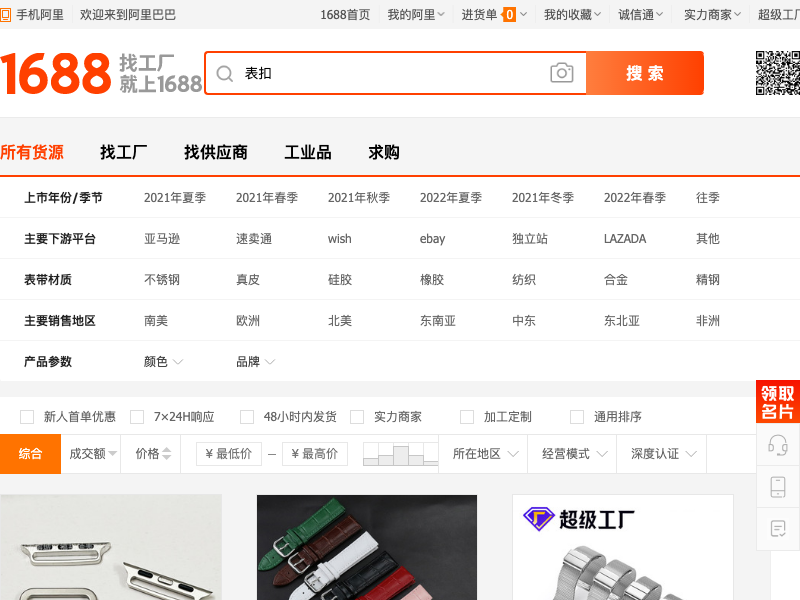 手机阿里 欢迎来到阿里巴巴 1688首页 我的阿里 进货单 0 我的收藏 诚信通 实力商家 超级工厂
1688 找工厂 就上1688 表扣 搜索
所有货源 找工厂 找供应商 工业品 求购
上市年份/季节 2021年夏季 2021年春季 2021年秋季 2022年夏季 2021年冬季 2022年春季 往季
主要下游平台 亚马逊 速卖通 wish ebay 独立站 LAZADA 其他
表带材质 不锈钢 真皮 硅胶 橡胶 纺织 合金 精钢
主要销售地区 南美 欧洲 北美 东南亚 中东 东北亚 非洲
产品参数 颜色 品牌
领取
名片
新人首单优惠 7×24H响应 48小时内发货 实力商家 加工定制 通用排序
综合 成交额 价格 ¥ 最低价 – ¥ 最高价 所在地区 经营模式 深度认证
超级工厂